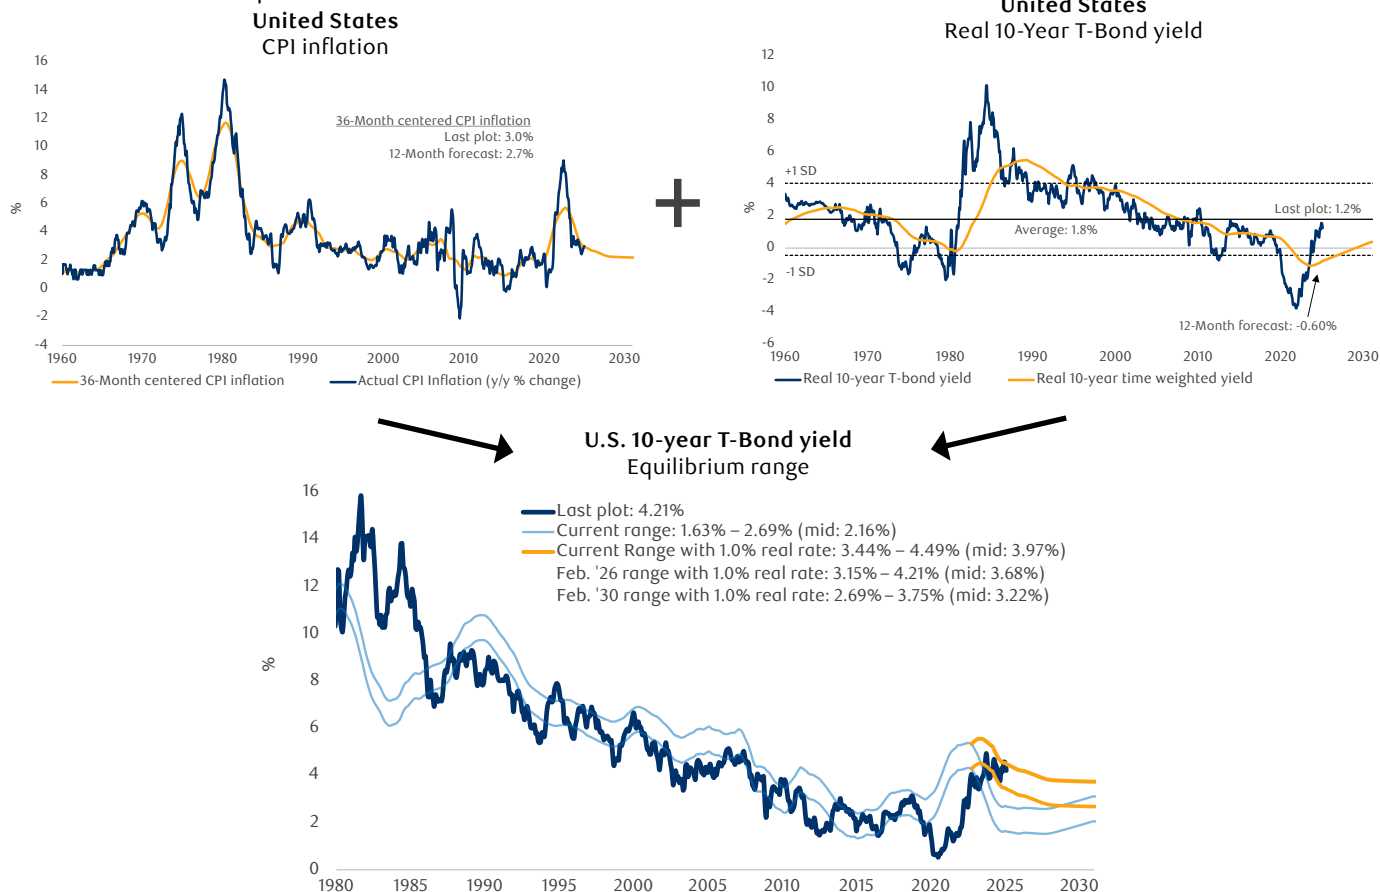 United States
CPI inflation
16
14
12
10
8
6
4
2
0
-2
-4
%
36-Month centered CPI inflation
Last plot: 3.0%
12-Month forecast: 2.7%
1960 1970 1980 1990 2000 2010 2020 2030
36-Month centered CPI inflation Actual CPI Inflation (y/y % change)
+
United States
Real 10-Year T-Bond yield
12
10
8
6
4
2
0
-2
-4
-6
%
+1 SD
Last plot: 1.2%
Average: 1.8%
-1 SD
12-Month forecast: -0.60%
1960 1970 1980 1990 2000 2010 2020 2030
Real 10-year T-bond yield Real 10-year time weighted yield
U.S. 10-year T-Bond yield
Equilibrium range
16
14
12
10
8
6
4
2
0
%
Last plot: 4.21%
Current range: 1.63% – 2.69% (mid: 2.16%)
Current Range with 1.0% real rate: 3.44% – 4.49% (mid: 3.97%)
Feb. '26 range with 1.0% real rate: 3.15% – 4.21% (mid: 3.68%)
Feb. '30 range with 1.0% real rate: 2.69% – 3.75% (mid: 3.22%)
1980 1985 1990 1995 2000 2005 2010 2015 2020 2025 2030